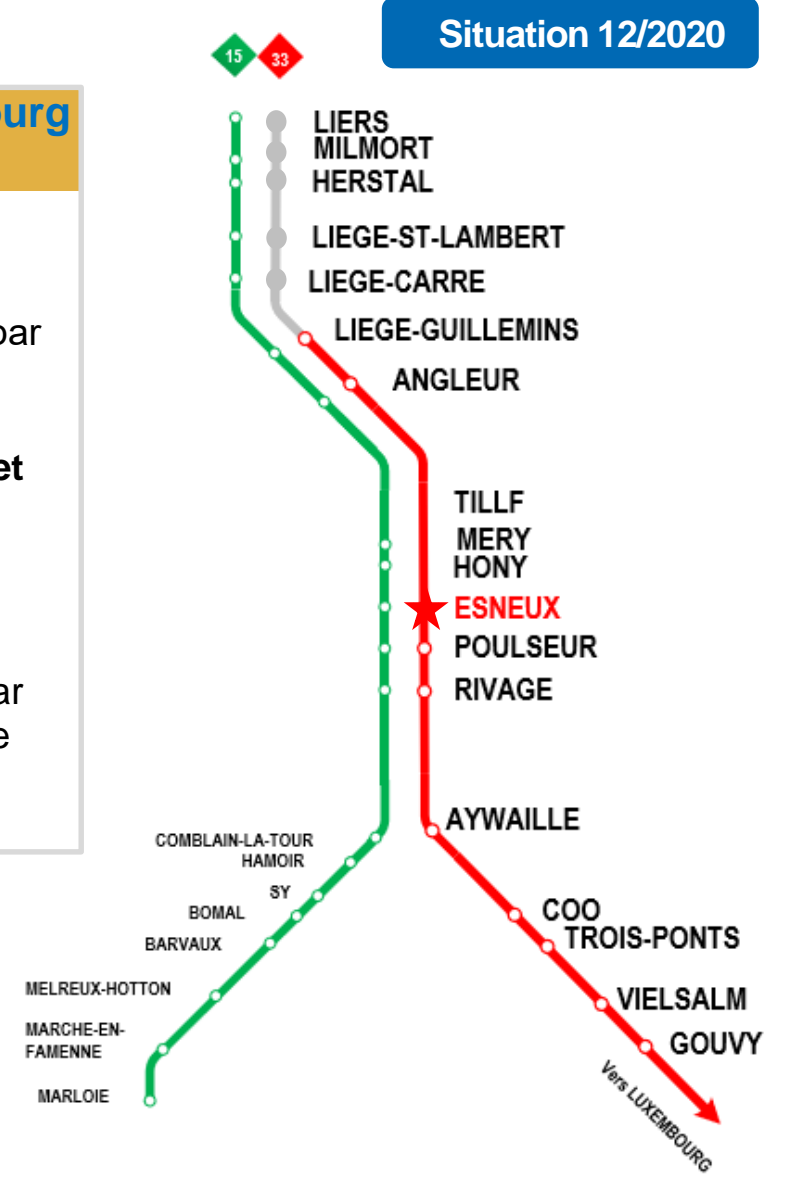 Situation 12/2020
15
33
ourg
par
et
ar
e
LIERS
MILMORT
HERSTAL
LIEGE-ST-LAMBERT
LIEGE-CARRE
LIEGE-GUILLEMINS
ANGLEUR
TILLF
MERY
HONY
ESNEUX
POULSEUR
RIVAGE
AYWAILLE
COMBLAIN-LA-TOUR
HAMOIR
SY
BOMAL
BARVAUX
MELREUX-HOTTON
MARCHE-EN-
FAMENNE
MARLOIE
COO
TROIS-PONTS
VIELSALM
GOUVY
Vers LUXEMBOURG